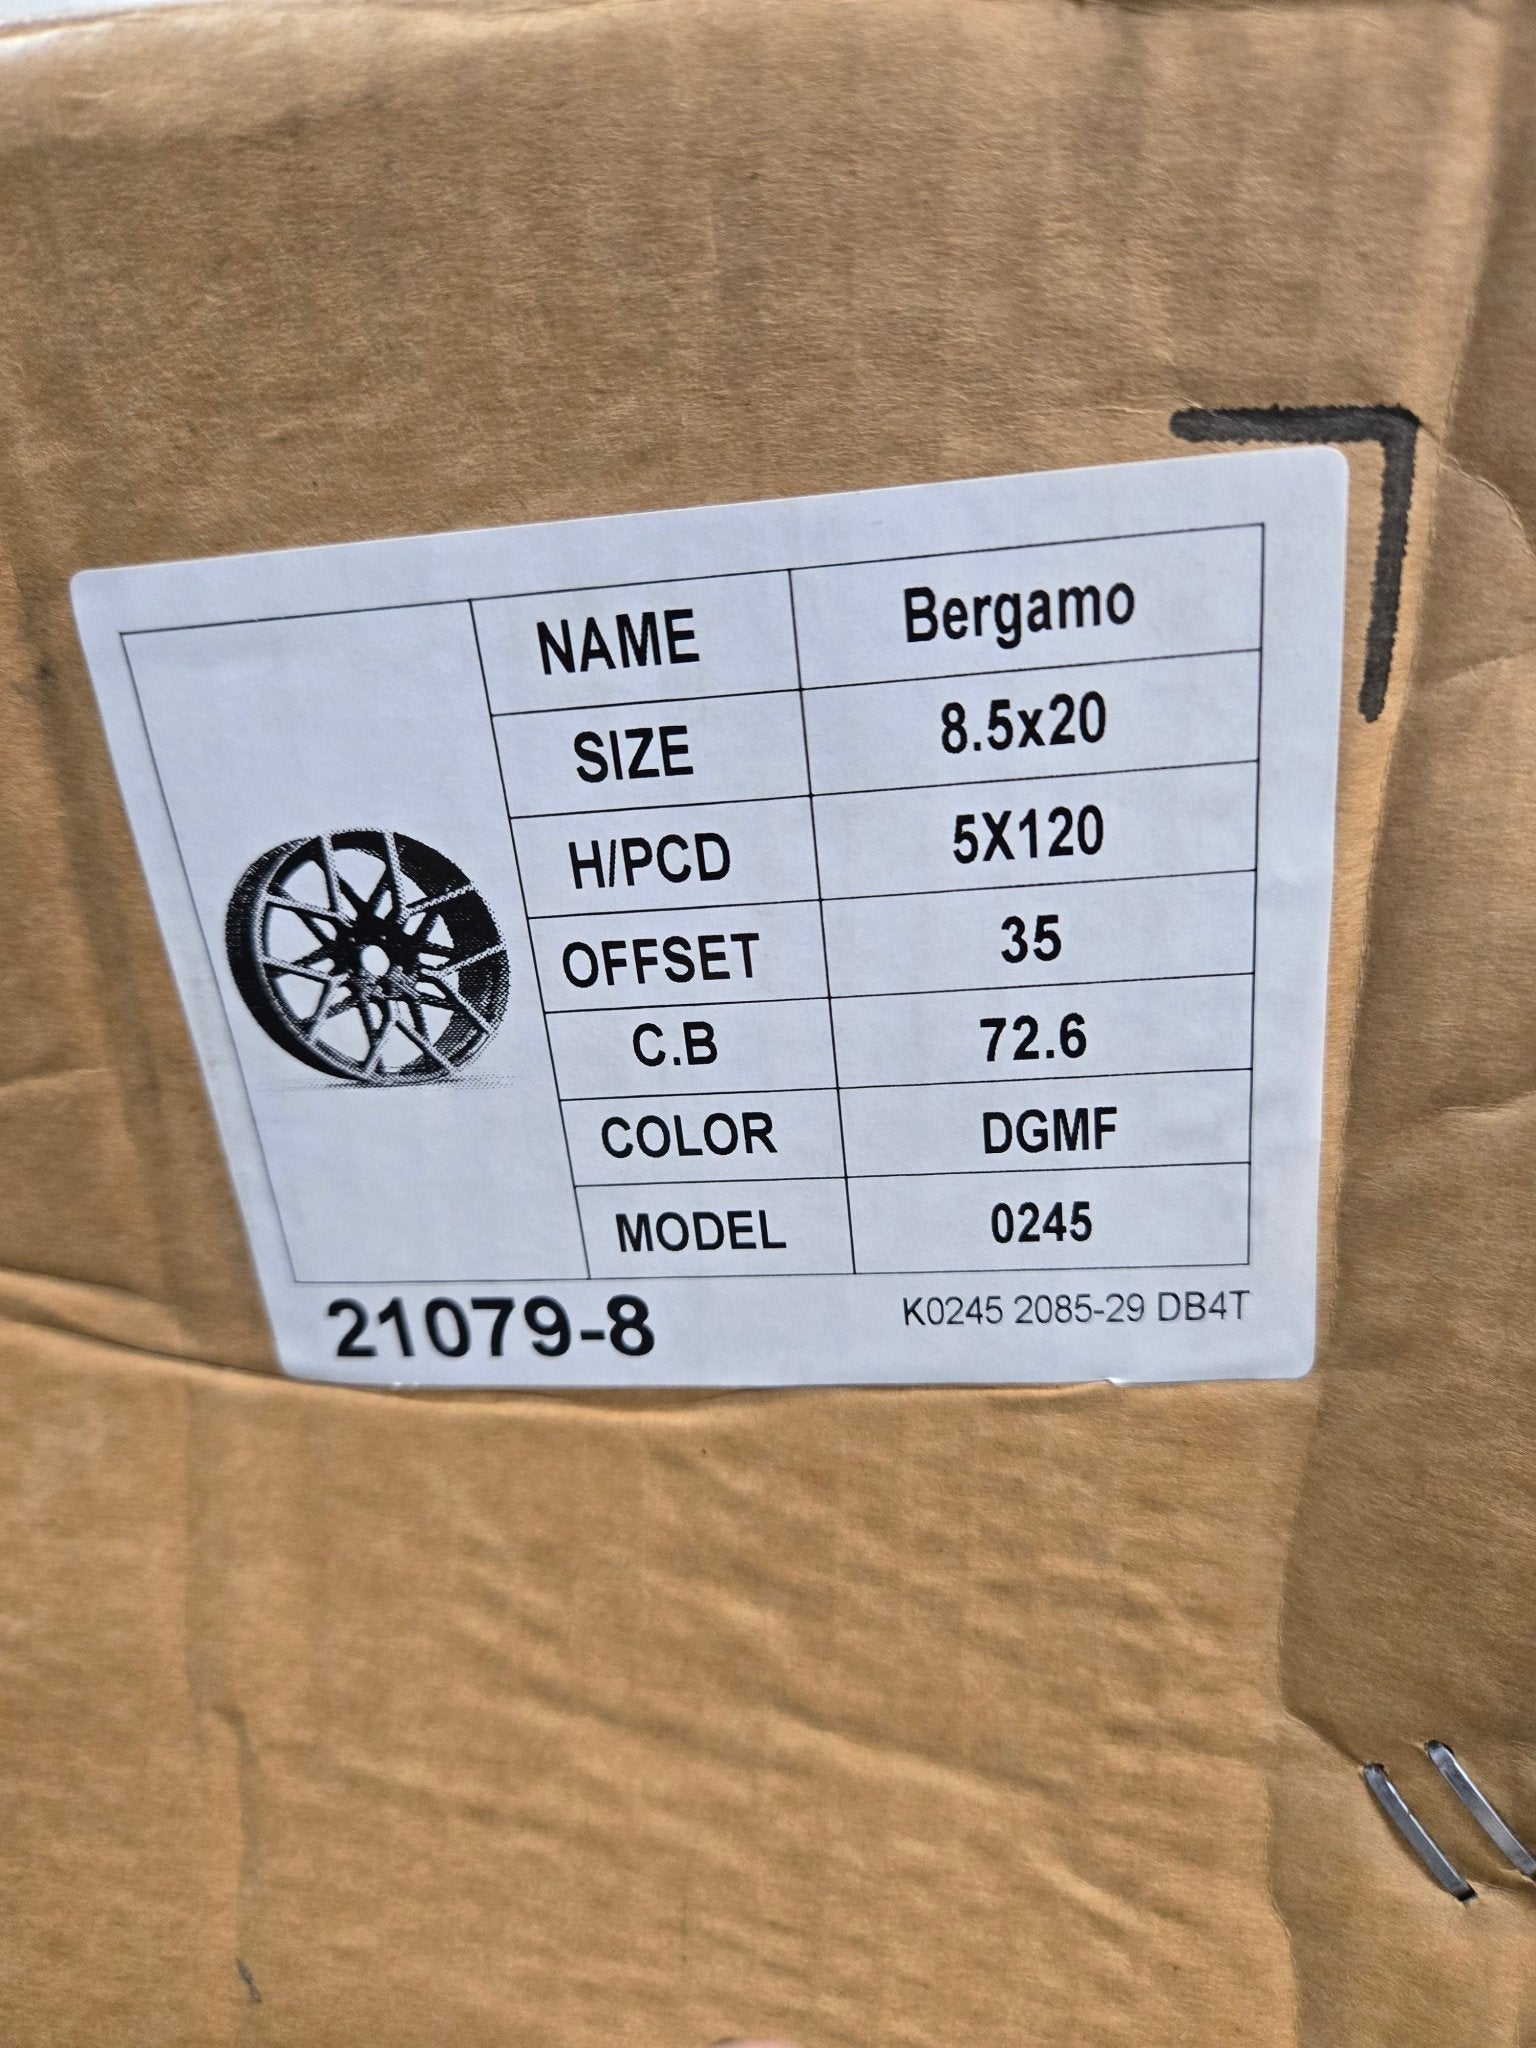 NAME Bergamo
SIZE 8.5x20
H/PCD 5X120
OFFSET 35
C.B 72.6
COLOR DGMF
MODEL 0245
21079-8 K0245 2085-29 DB4T